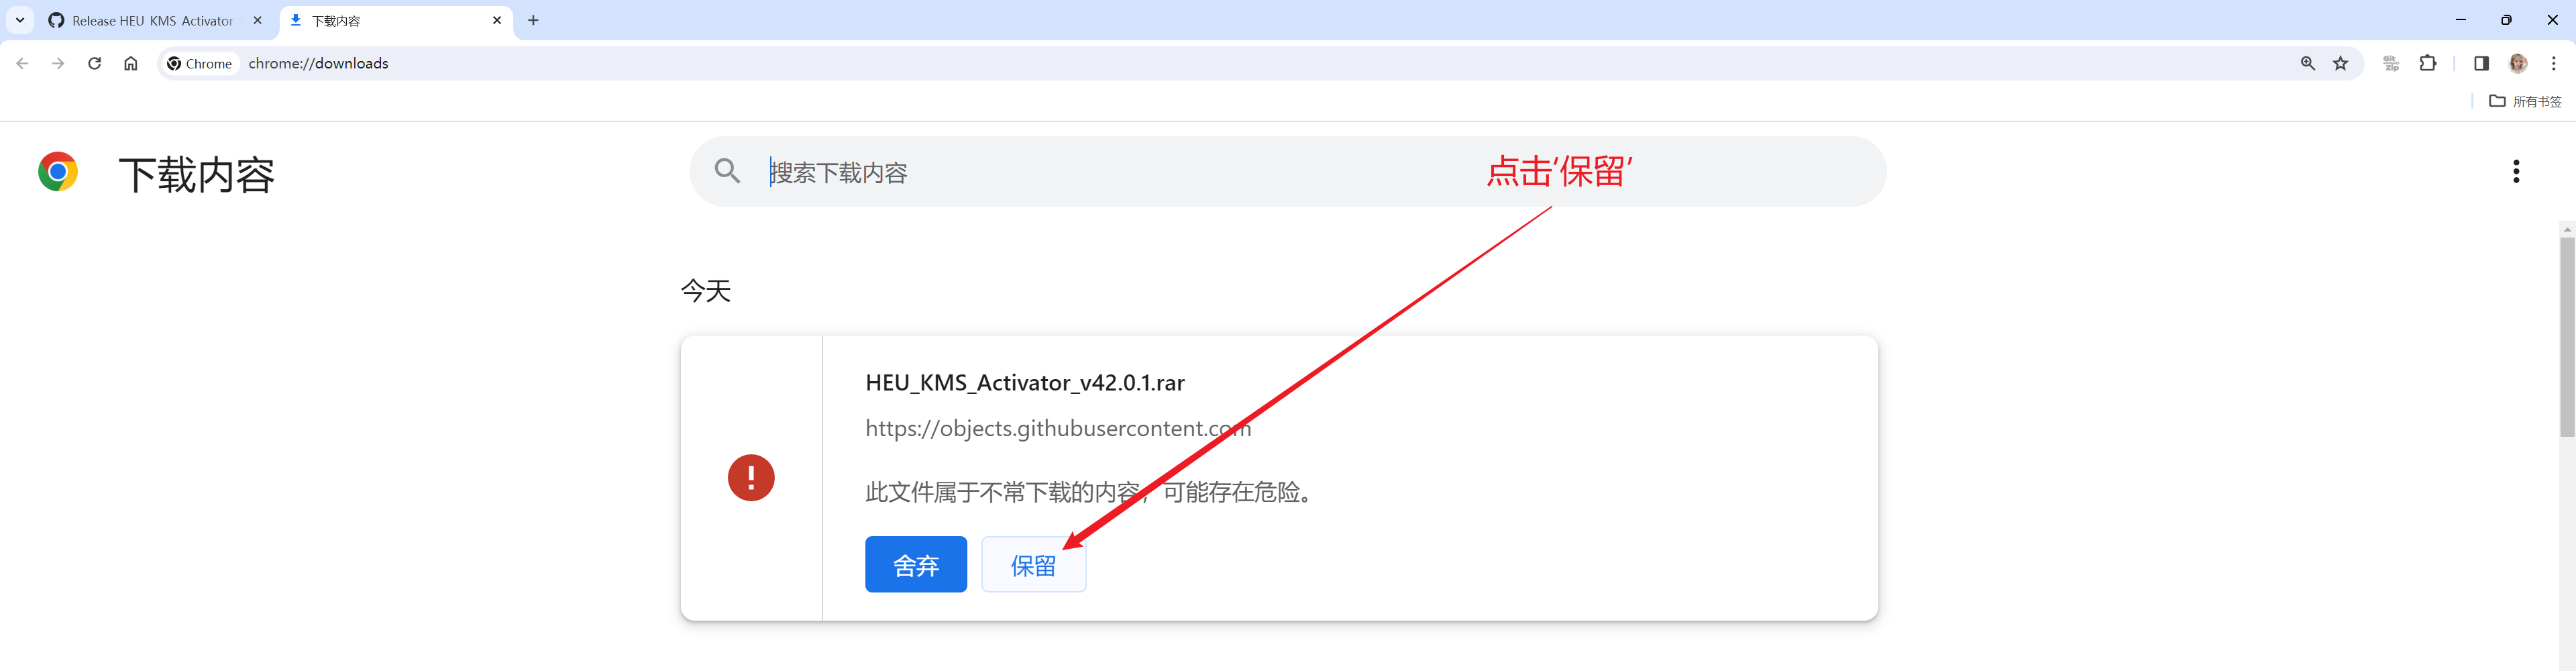 Release HEU_KMS_Activator
下载内容
Chrome
chrome://downloads
Git Zip
所有书签
下载内容
搜索下载内容
点击‘保留’
今天
HEU_KMS_Activator_v42.0.1.rar
https://objects.githubusercontent.com
此文件属于不常下载的内容，可能存在危险。
舍弃
保留